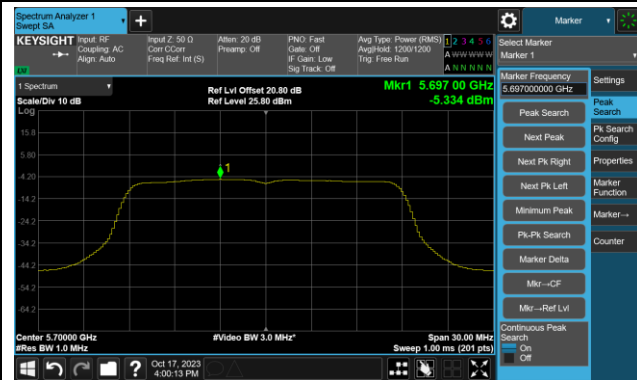 Spectrum Analyzer 1
Swept SA
+
Marker
KEYSIGHT
Input: RF
Coupling: AC
Align: Auto
Input Z: 50 Ω
Corr CCorr
Freq Ref: Int (S)
Atten: 20 dB
Preamp: Off
PNO: Fast
Gate: Off
IF Gain: Low
Sig Track: Off
Avg Type: Power (RMS)
Avg|Hold: 1200/1200
Trig: Free Run
1 2 3 4 5 6
A W W W W W
A N N N N N
LXI
Select Marker
Marker 1
1 Spectrum
Scale/Div 10 dB
Ref Lvl Offset 20.80 dB
Ref Level 25.80 dBm
Mkr1 5.697 00 GHz
-5.334 dBm
Log
15.8
5.80
-4.20
-14.2
-24.2
-34.2
-44.2
-54.2
-64.2
1
Center 5.70000 GHz
#Res BW 1.0 MHz
#Video BW 3.0 MHz*
Span 30.00 MHz
Sweep 1.00 ms (201 pts)
Marker Frequency
5.697000000 GHz
Peak Search
Next Peak
Next Pk Right
Next Pk Left
Minimum Peak
Pk-Pk Search
Marker Delta
Mkr→CF
Mkr→Ref Lvl
Continuous Peak
Search
On
Off
Settings
Peak
Search
Pk Search
Config
Properties
Marker
Function
Marker→
Counter
?
Oct 17, 2023
4:00:13 PM